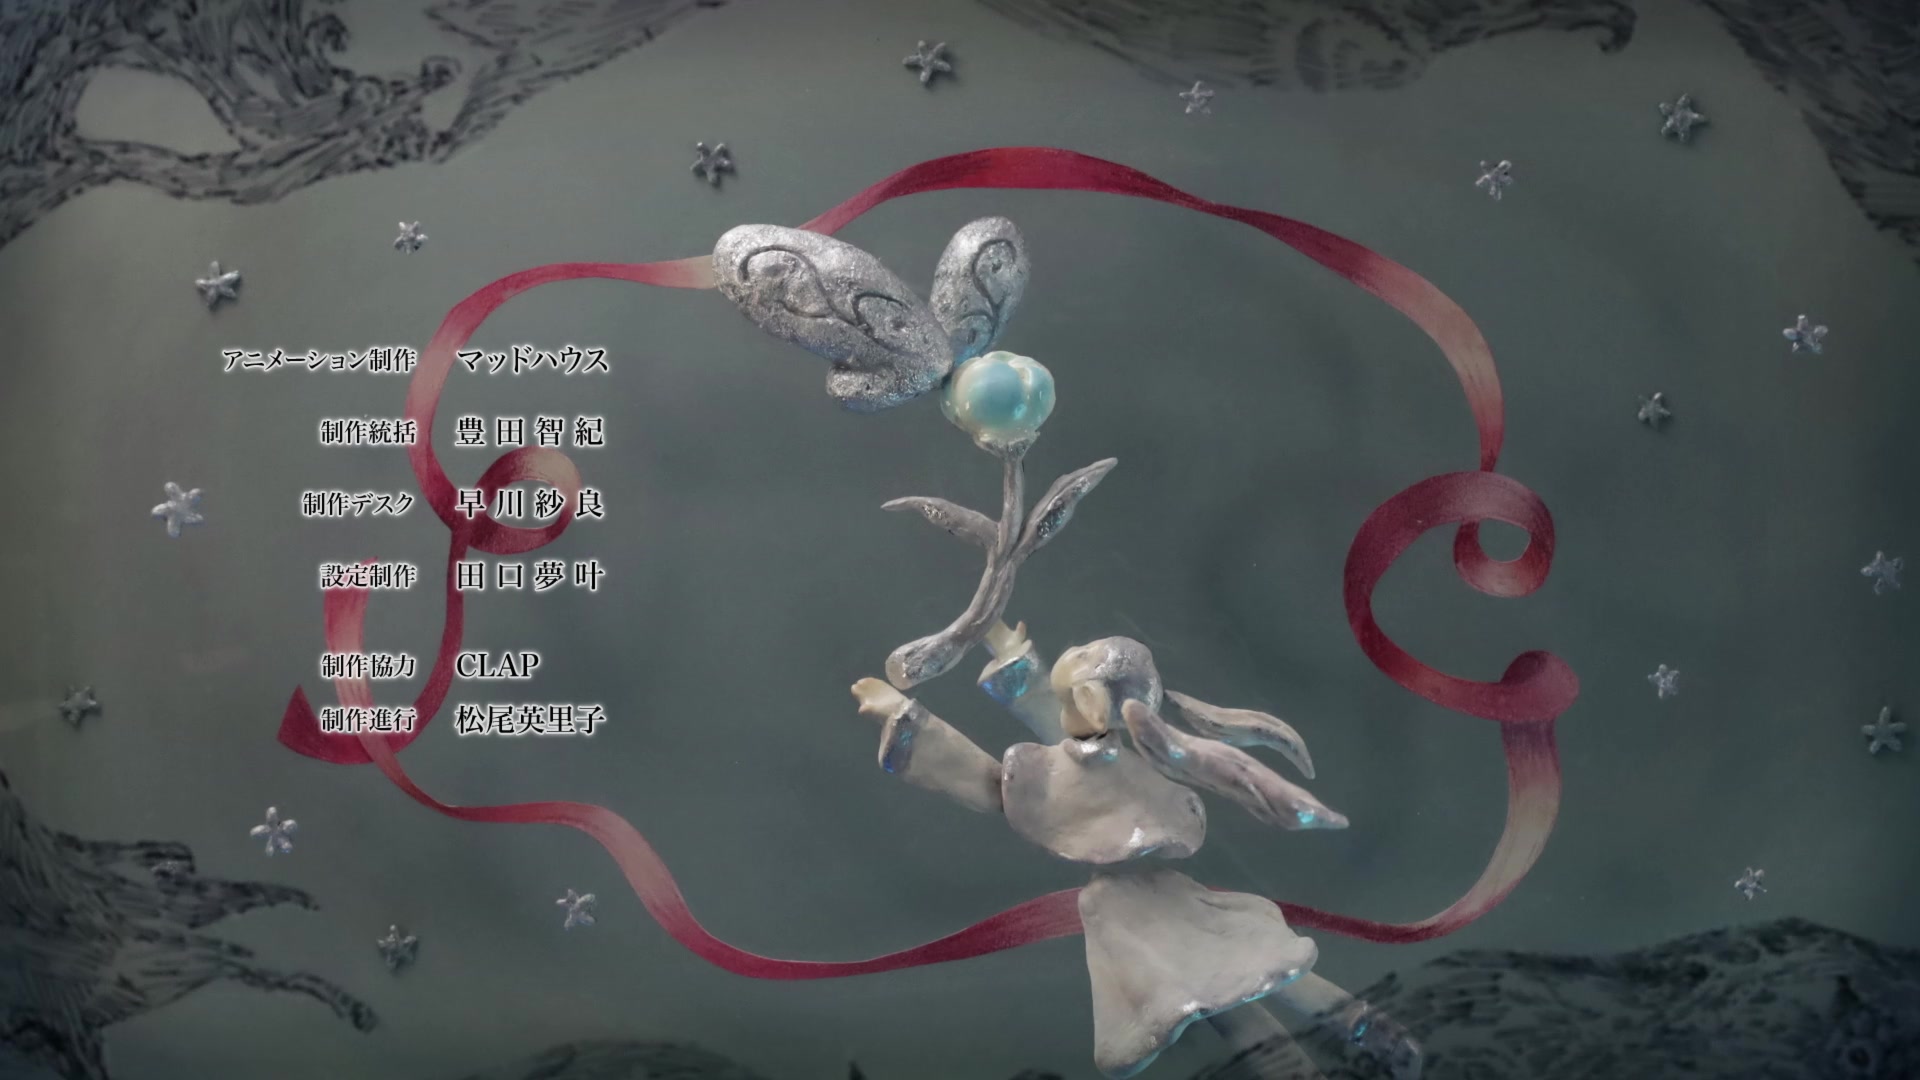 アニメーション制作 マッドハウス
制作統括 豊田智紀
制作デスク 早川紗良
設定制作 田口夢叶
制作協力 CLAP
制作進行 松尾英里子